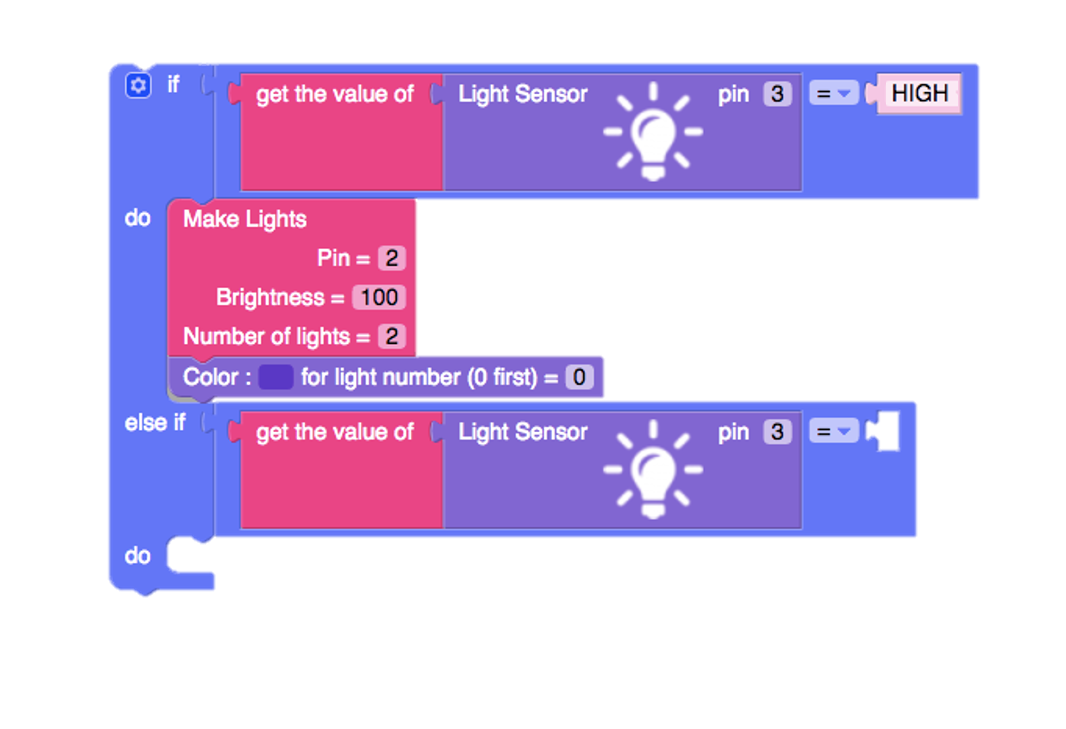 if get the value of Light Sensor pin 3 = HIGH
do Make Lights
Pin = 2
Brightness = 100
Number of lights = 2
Color : for light number (0 first) = 0
else if get the value of Light Sensor pin 3 =
do